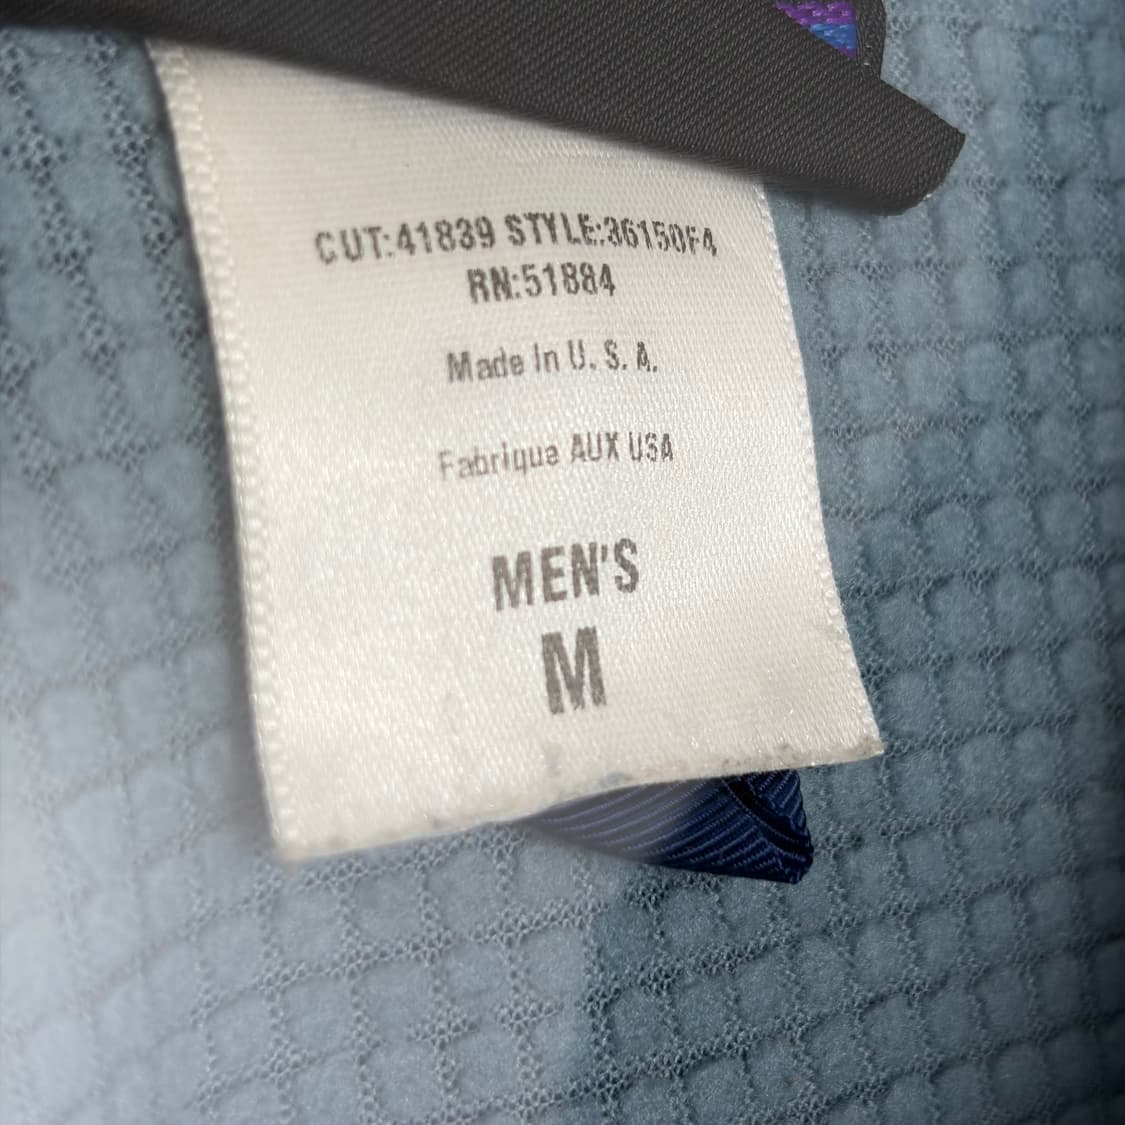 CUT:41839 STYLE:36150F4
RN:51884
Made In U. S. A.
Fabrique AUX USA
MEN'S
M